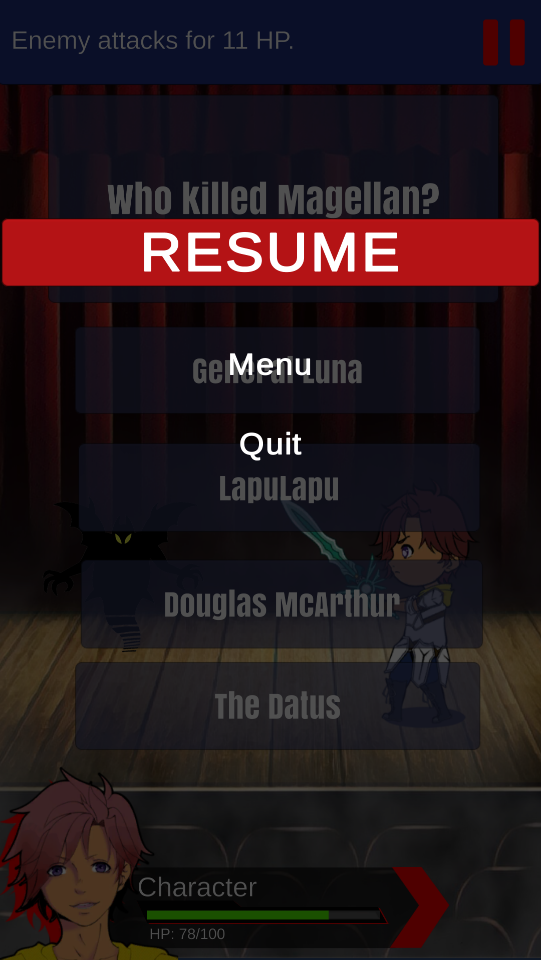 Enemy attacks for 11 HP.
Who killed Magellan?
RESUME
General Luna
Menu
Quit
LapuLapu
Douglas McArthur
The Datus
Character
HP: 78/100